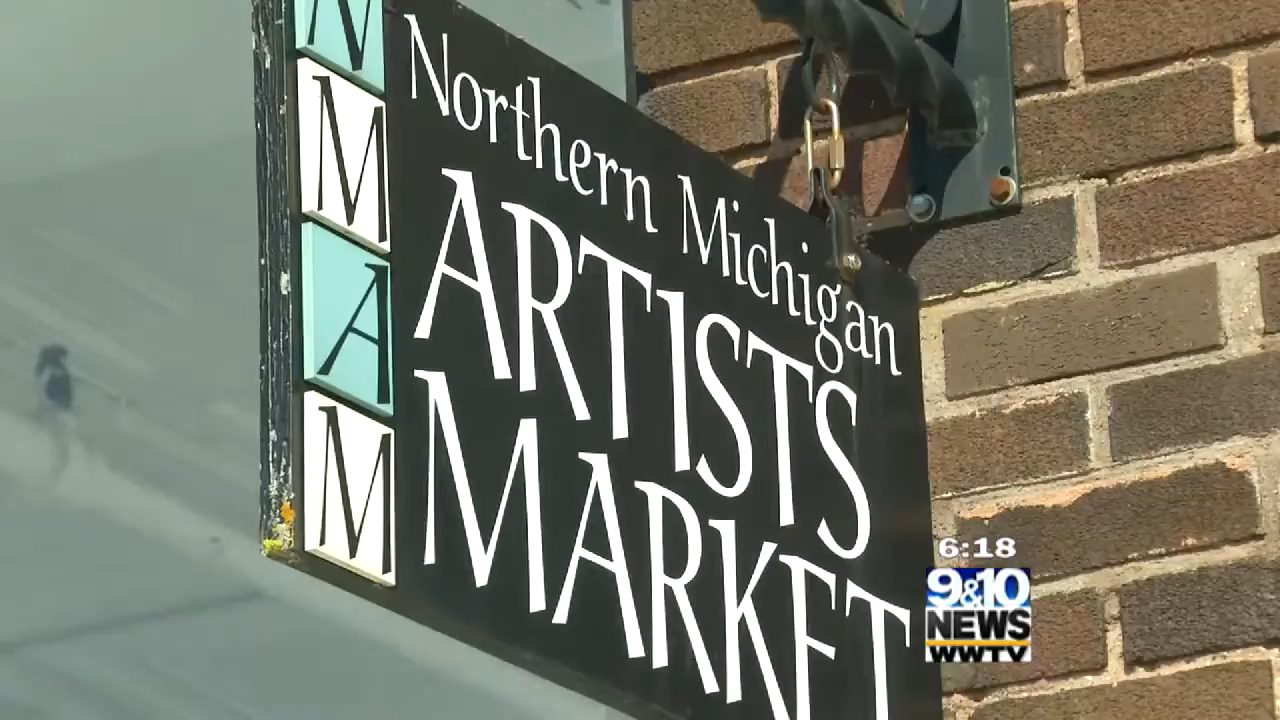 N
M
A
M
Northern Michigan
ARTISTS
MARKET
6:18
9&10
NEWS
WWTV